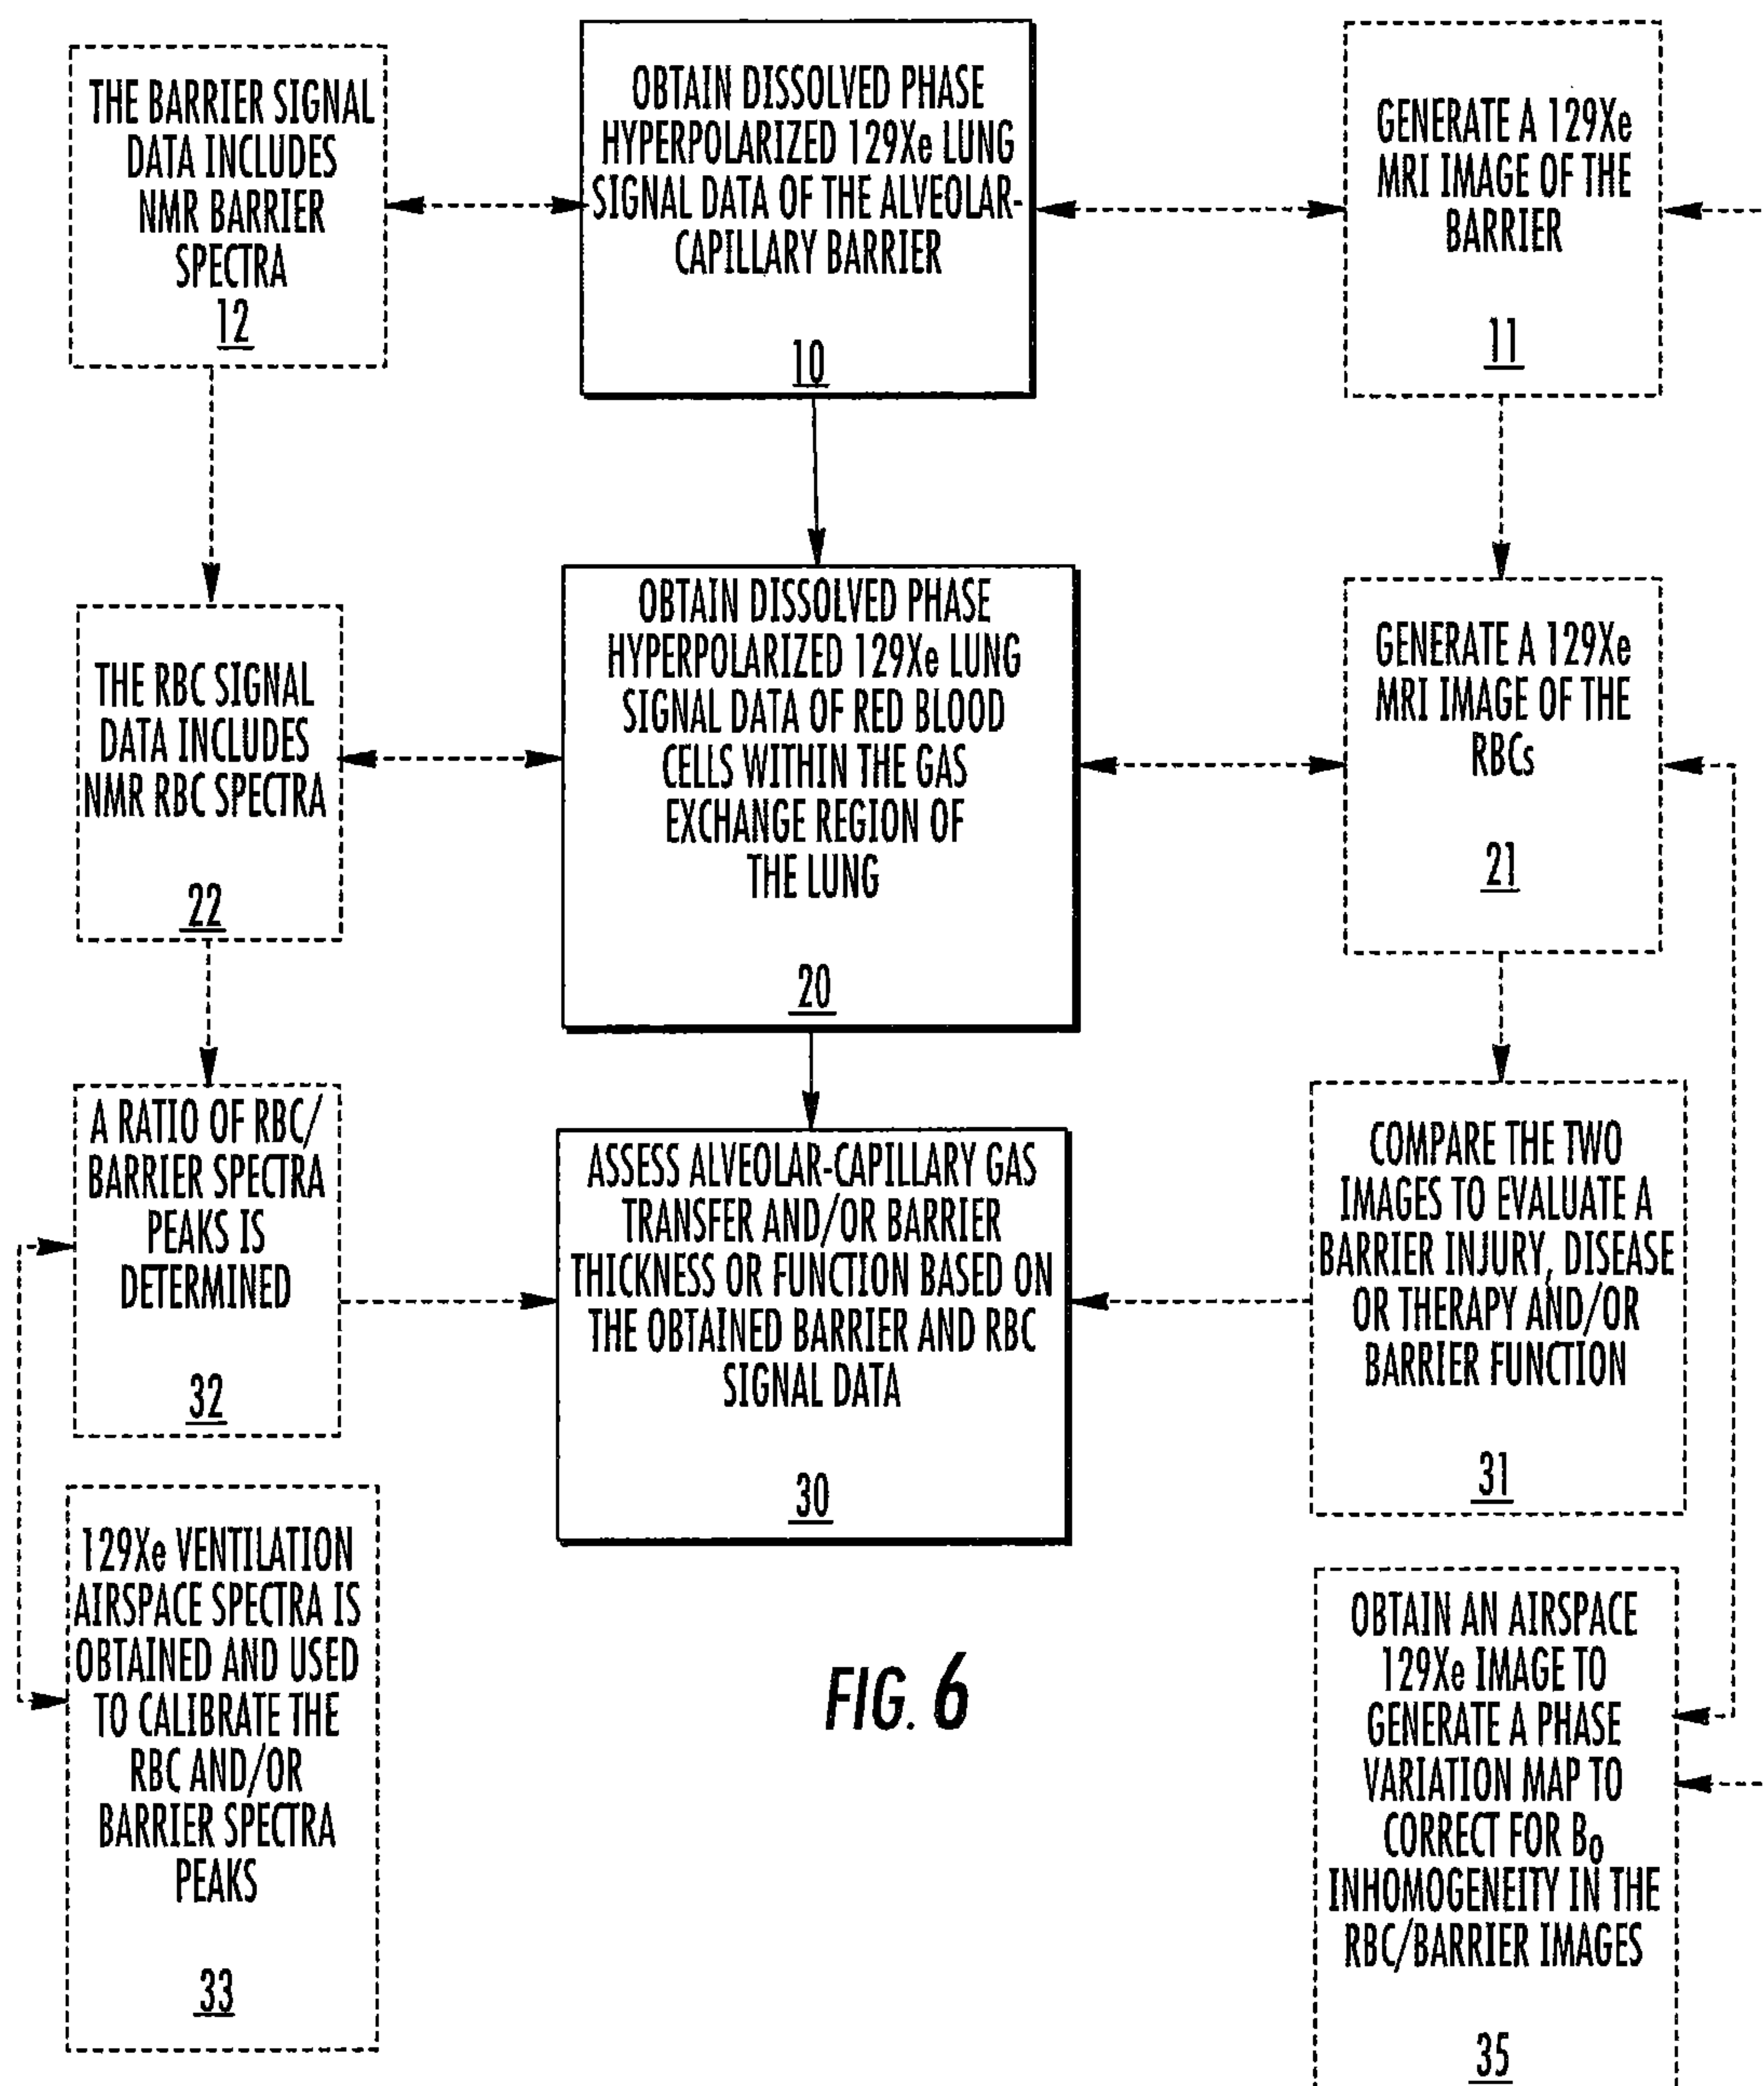 THE BARRIER SIGNAL
DATA INCLUDES
NMR BARRIER
SPECTRA
12
OBTAIN DISSOLVED PHASE
HYPERPOLARIZED 129Xe LUNG
SIGNAL DATA OF THE ALVEOLAR-
CAPILLARY BARRIER
10
GENERATE A 129Xe
MRI IMAGE OF THE
BARRIER
11
THE RBC SIGNAL
DATA INCLUDES
NMR RBC SPECTRA
22
OBTAIN DISSOLVED PHASE
HYPERPOLARIZED 129Xe LUNG
SIGNAL DATA OF RED BLOOD
CELLS WITHIN THE GAS
EXCHANGE REGION OF
THE LUNG
20
GENERATE A 129Xe
MRI IMAGE OF THE
RBCs
21
A RATIO OF RBC/
BARRIER SPECTRA
PEAKS IS
DETERMINED
32
ASSESS ALVEOLAR-CAPILLARY GAS
TRANSFER AND/OR BARRIER
THICKNESS OR FUNCTION BASED ON
THE OBTAINED BARRIER AND RBC
SIGNAL DATA
30
COMPARE THE TWO
IMAGES TO EVALUATE A
BARRIER INJURY, DISEASE
OR THERAPY AND/OR
BARRIER FUNCTION
31
129Xe VENTILATION
AIRSPACE SPECTRA IS
OBTAINED AND USED
TO CALIBRATE THE
RBC AND/OR
BARRIER SPECTRA
PEAKS
33
OBTAIN AN AIRSPACE
129Xe IMAGE TO
GENERATE A PHASE
VARIATION MAP TO
CORRECT FOR B0
INHOMOGENEITY IN THE
RBC/BARRIER IMAGES
35
FIG. 6